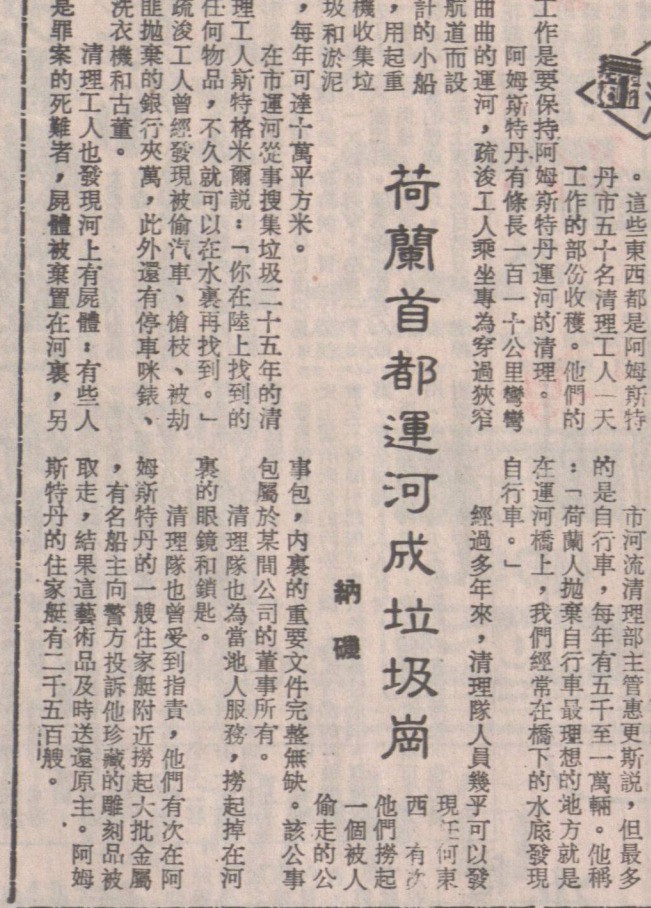 荷蘭首都運河成垃圾崗
納磯
。這些東西都是阿姆斯特
丹市五十名清理工人一天
工作的部份收穫。他們的
工作是要保持阿姆斯特丹運河的清理。
阿姆斯特丹有條長一百一十公里彎彎
曲曲的運河，疏浚工人乘坐專為穿過狹窄
航道而設
計的小船
，用起重
機收集垃
圾和淤泥
，每年可達十萬平方米。
在市運河從事搜集垃圾二十五年的清
理工人斯特格米爾説：「你在陸上找到的
任何物品，不久就可以在水裏再找到。」
疏浚工人曾經發現被偷汽車、槍枝、被劫
匪拋棄的銀行夾萬，此外還有停車咪錶、
洗衣機和古董。
清理工人也發現河上有屍體：有些人
是罪案的死難者，屍體被棄置在河裏，另
市河流清理部主管惠更斯説，但最多
的是自行車，每年有五千至一萬輛。他稱
：「荷蘭人拋棄自行車最理想的地方就是
在運河橋上，我們經常在橋下的水底發現
自行車。」
經過多年來，清理隊人員幾乎可以發
現任何東
西　有次
他們撈起
一個被人
偷走的公
事包，內裏的重要文件完整無缺。該公事
包屬於某間公司的董事所有。
清理隊也為當地人服務，撈起掉在河
裏的眼鏡和鎖匙。
清理隊也曾受到指責，他們有次在阿
姆斯特丹的一艘住家艇附近撈起大批金屬
，有名船主向警方投訴他珍藏的雕刻品被
取走，結果這藝術品及時送還原主。阿姆
斯特丹的住家艇有二千五百艘。